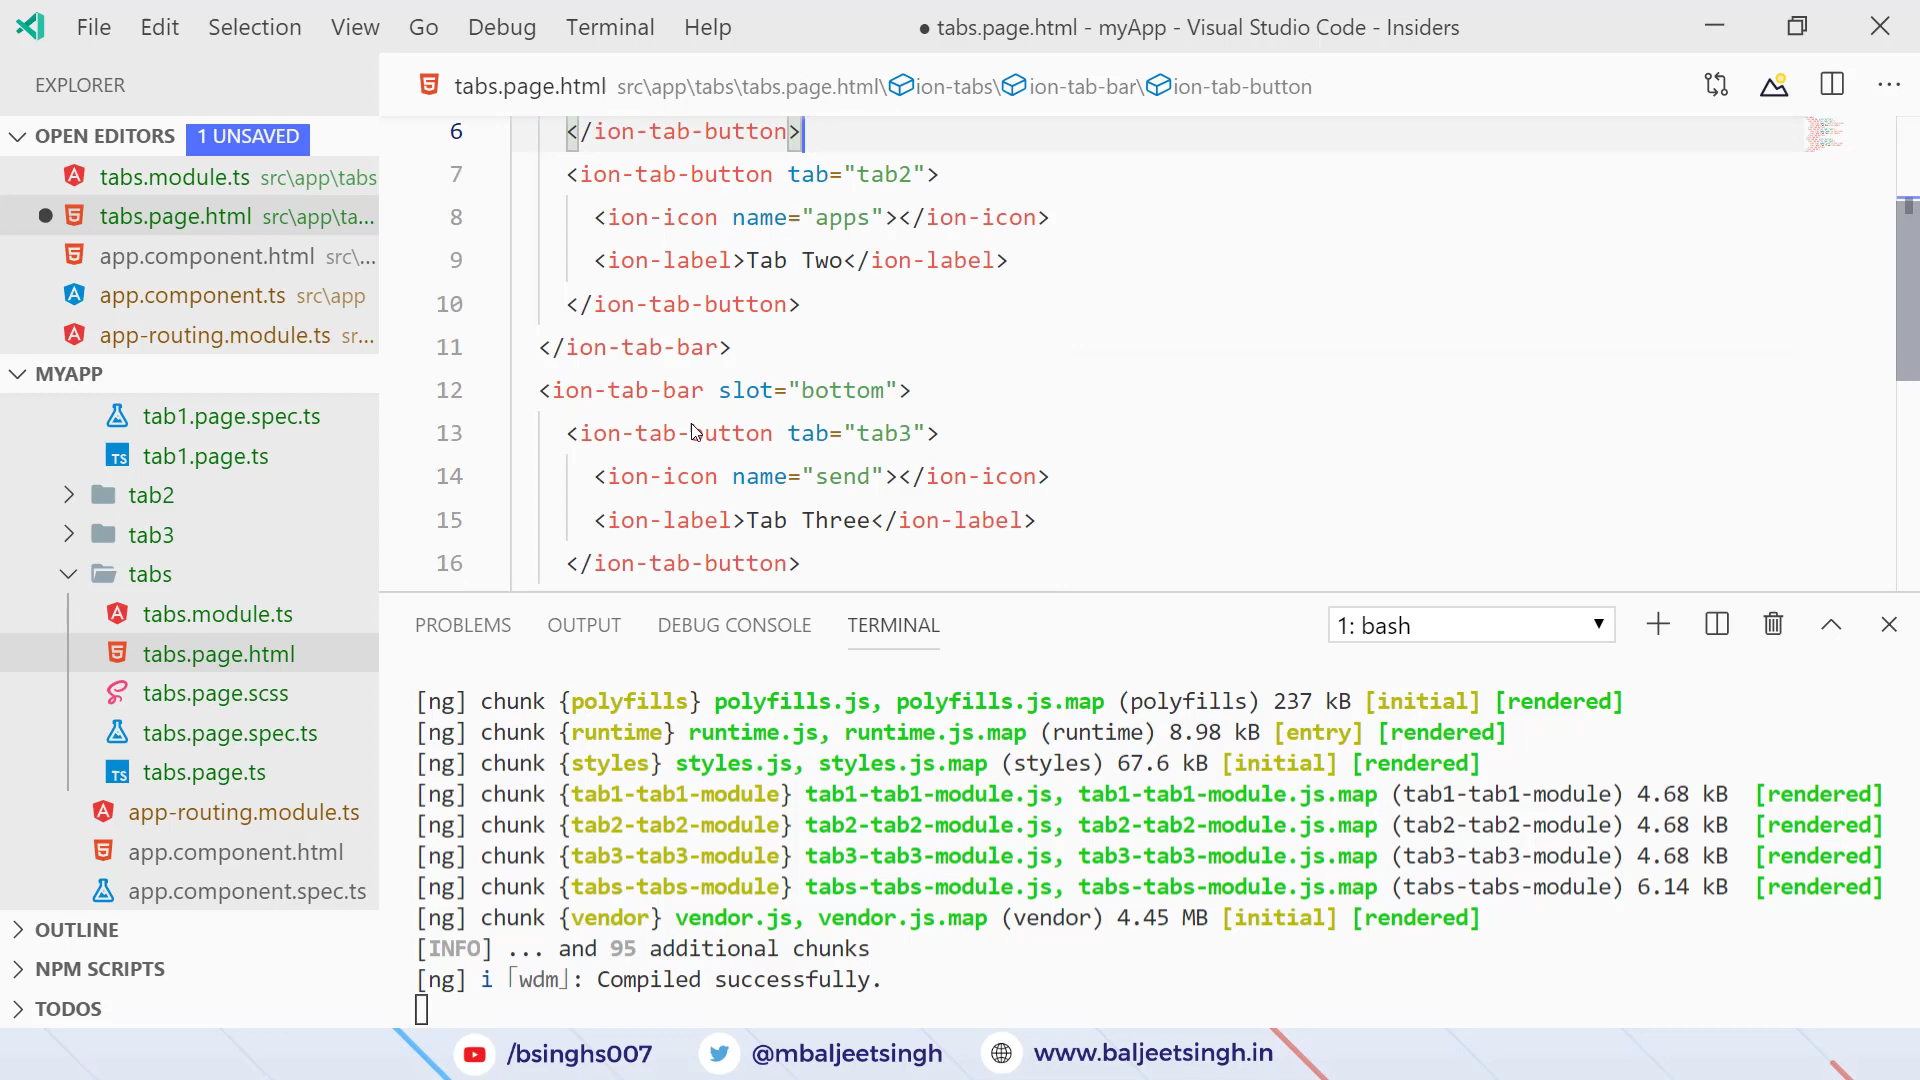 File Edit Selection View Go Debug Terminal Help ● tabs.page.html - myApp - Visual Studio Code - Insiders
EXPLORER
tabs.page.html src\app\tabs\tabs.page.html\ion-tabs\ion-tab-bar\ion-tab-button
OPEN EDITORS 1 UNSAVED
tabs.module.ts src\app\tabs
tabs.page.html src\app\ta...
app.component.html src\...
app.component.ts src\app
app-routing.module.ts sr...
MYAPP
tab1.page.spec.ts
tab1.page.ts
tab2
tab3
tabs
tabs.module.ts
tabs.page.html
tabs.page.scss
tabs.page.spec.ts
tabs.page.ts
app-routing.module.ts
app.component.html
app.component.spec.ts
OUTLINE
NPM SCRIPTS
TODOS
6 </ion-tab-button>
7 <ion-tab-button tab="tab2">
8 <ion-icon name="apps"></ion-icon>
9 <ion-label>Tab Two</ion-label>
10 </ion-tab-button>
11 </ion-tab-bar>
12 <ion-tab-bar slot="bottom">
13 <ion-tab-button tab="tab3">
14 <ion-icon name="send"></ion-icon>
15 <ion-label>Tab Three</ion-label>
16 </ion-tab-button>
PROBLEMS OUTPUT DEBUG CONSOLE TERMINAL 1: bash
[ng] chunk {polyfills} polyfills.js, polyfills.js.map (polyfills) 237 kB [initial] [rendered]
[ng] chunk {runtime} runtime.js, runtime.js.map (runtime) 8.98 kB [entry] [rendered]
[ng] chunk {styles} styles.js, styles.js.map (styles) 67.6 kB [initial] [rendered]
[ng] chunk {tab1-tab1-module} tab1-tab1-module.js, tab1-tab1-module.js.map (tab1-tab1-module) 4.68 kB [rendered]
[ng] chunk {tab2-tab2-module} tab2-tab2-module.js, tab2-tab2-module.js.map (tab2-tab2-module) 4.68 kB [rendered]
[ng] chunk {tab3-tab3-module} tab3-tab3-module.js, tab3-tab3-module.js.map (tab3-tab3-module) 4.68 kB [rendered]
[ng] chunk {tabs-tabs-module} tabs-tabs-module.js, tabs-tabs-module.js.map (tabs-tabs-module) 6.14 kB [rendered]
[ng] chunk {vendor} vendor.js, vendor.js.map (vendor) 4.45 MB [initial] [rendered]
[INFO] ... and 95 additional chunks
[ng] i ｢wdm｣: Compiled successfully.
/bsinghs007 @mbaljeetsingh www.baljeetsingh.in